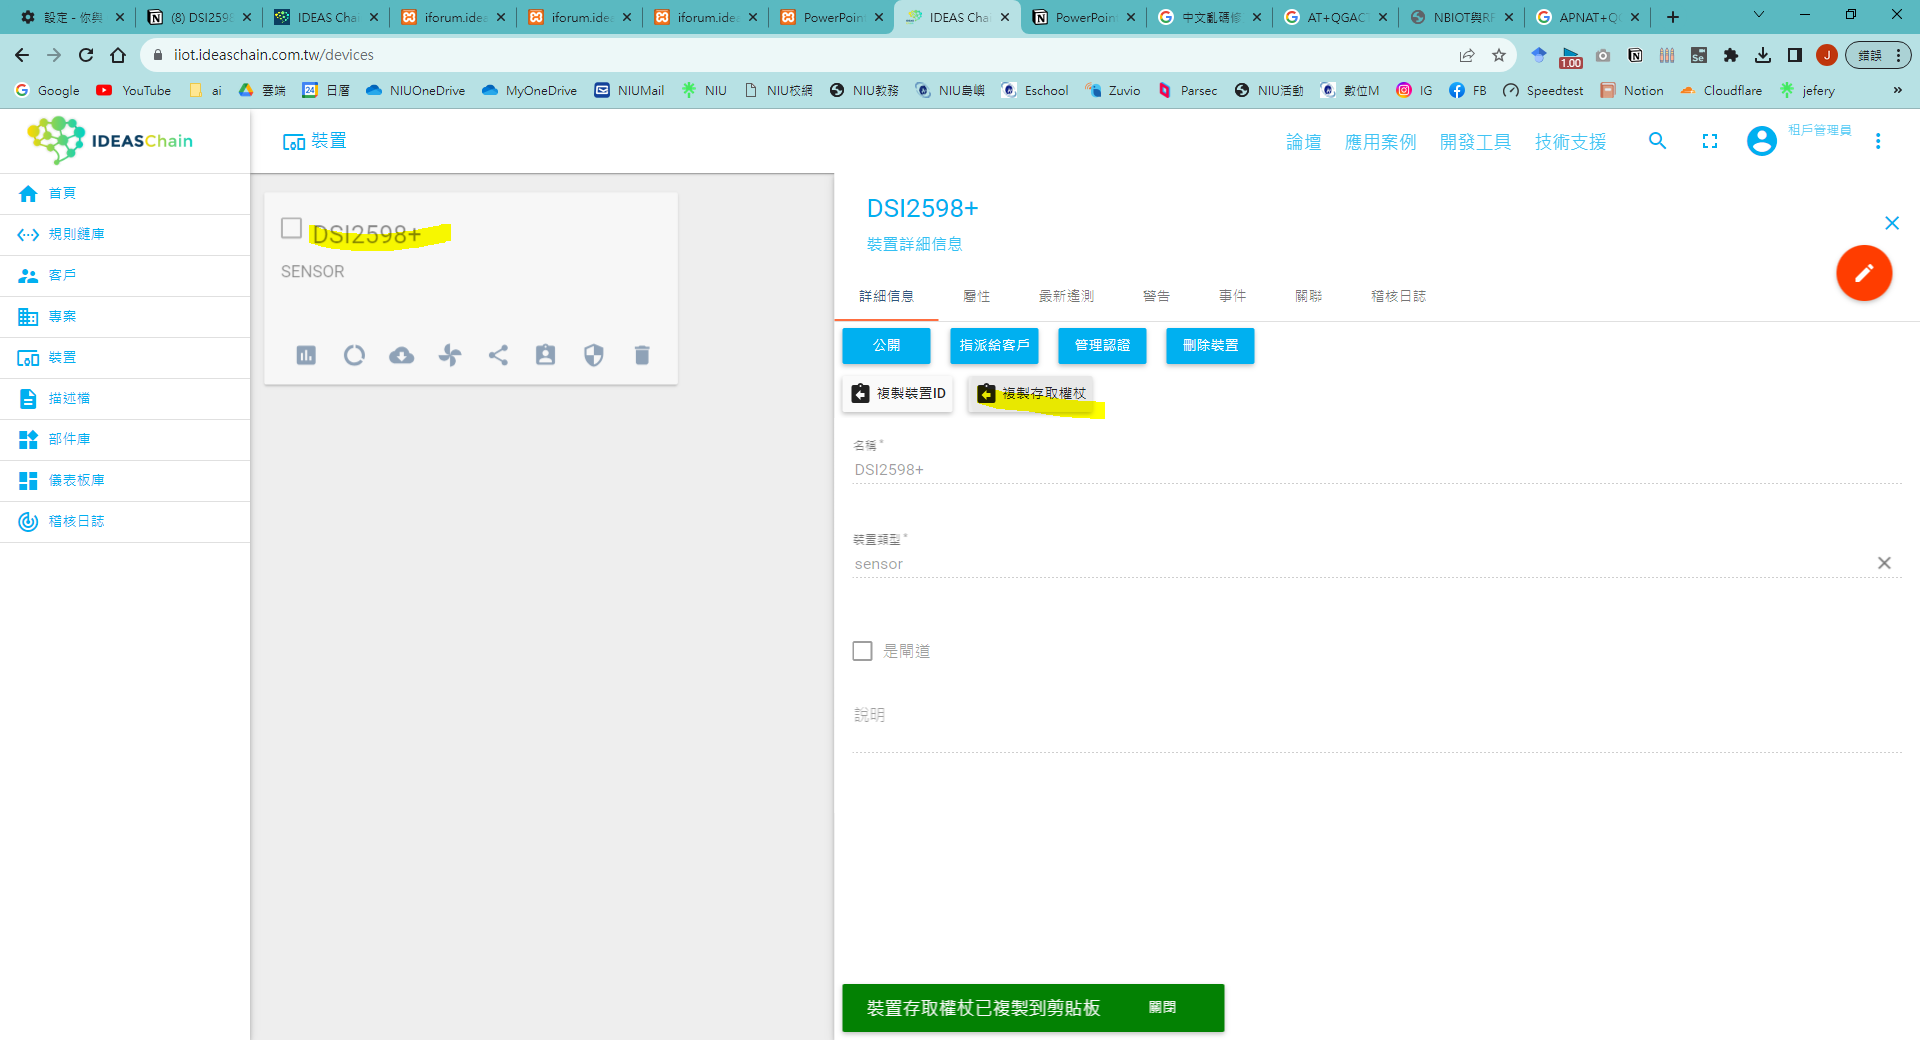 設定 - 你與
(8) DSI259
IDEAS Chai
iforum.idea
iforum.idea
iforum.idea
PowerPoin
IDEAS Chai
PowerPoin
中文亂碼修
AT+QGAC
NBIOT與RF
APNAT+Q
iiot.ideaschain.com.tw/devices
1.00
Se
J
錯誤
Google
YouTube
ai
雲端
24
日曆
NIUOneDrive
MyOneDrive
NIUMail
NIU
NIU校網
NIU教務
NIU島嶼
Eschool
Zuvio
Parsec
NIU活動
數位M
IG
FB
Speedtest
Notion
Cloudflare
jefery
IDEASChain
裝置
論壇
應用案例
開發工具
技術支援
租戶管理員
首頁
規則鏈庫
客戶
專案
裝置
描述檔
部件庫
儀表板庫
稽核日誌
DSI2598+
SENSOR
DSI2598+
裝置詳細信息
詳細信息
屬性
最新遙測
警告
事件
關聯
稽核日誌
公開
指派給客戶
管理認證
刪除裝置
複製裝置ID
複製存取權杖
名稱 *
DSI2598+
裝置類型 *
sensor
是閘道
說明
裝置存取權杖已複製到剪貼板
關閉